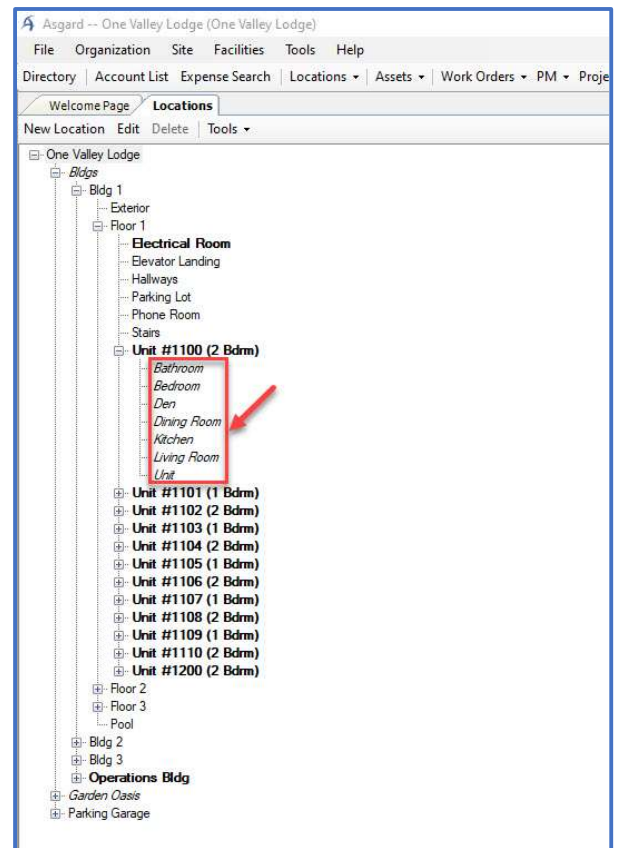 Asgard -- One Valley Lodge (One Valley Lodge)
File Organization Site Facilities Tools Help
Directory Account List Expense Search Locations Assets Work Orders PM Proje
Welcome Page Locations
New Location Edit Delete Tools
One Valley Lodge
Bldgs
Bldg 1
Exterior
Floor 1
Electrical Room
Elevator Landing
Hallways
Parking Lot
Phone Room
Stairs
Unit #1100 (2 Bdrm)
Bathroom
Bedroom
Den
Dining Room
Kitchen
Living Room
Unit
Unit #1101 (1 Bdrm)
Unit #1102 (2 Bdrm)
Unit #1103 (1 Bdrm)
Unit #1104 (2 Bdrm)
Unit #1105 (1 Bdrm)
Unit #1106 (2 Bdrm)
Unit #1107 (1 Bdrm)
Unit #1108 (2 Bdrm)
Unit #1109 (1 Bdrm)
Unit #1110 (2 Bdrm)
Unit #1200 (2 Bdrm)
Floor 2
Floor 3
Pool
Bldg 2
Bldg 3
Operations Bldg
Garden Oasis
Parking Garage